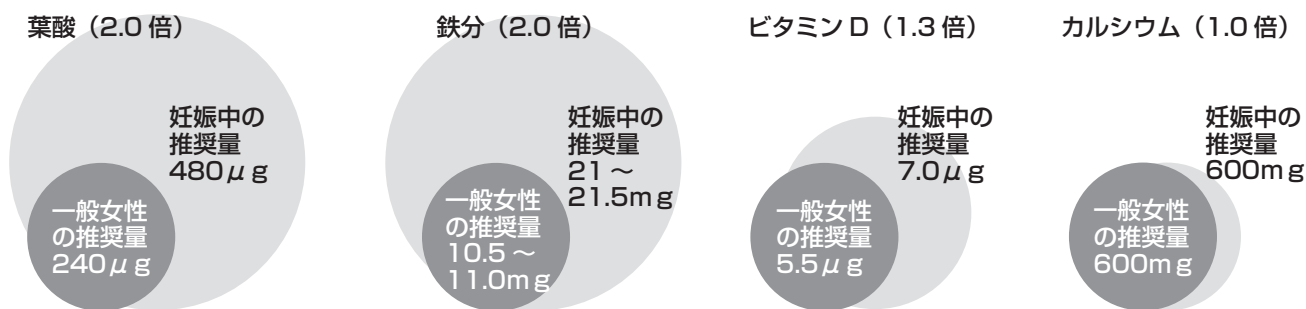 葉酸（2.0 倍）
妊娠中の
推奨量
480μg
一般女性
の推奨量
240μg
鉄分（2.0 倍）
妊娠中の
推奨量
21～
21.5mg
一般女性
の推奨量
10.5～
11.0mg
ビタミン D（1.3 倍）
妊娠中の
推奨量
7.0μg
一般女性
の推奨量
5.5μg
カルシウム（1.0 倍）
妊娠中の
推奨量
600mg
一般女性
の推奨量
600mg